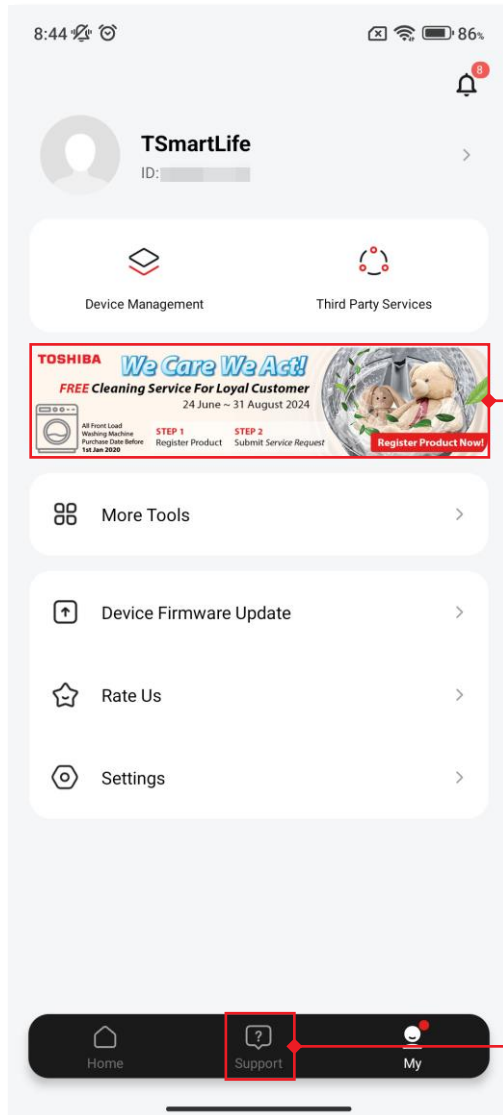 8:44 86%
8
TSmartLife
ID:
Device Management Third Party Services
TOSHIBA We Care We Act!
FREE Cleaning Service For Loyal Customer
24 June ~ 31 August 2024
All Front Load
Washing Machine
Purchase Date Before
1st Jan 2020
STEP 1 STEP 2
Register Product Submit Service Request
Register Product Now!
More Tools
Device Firmware Update
Rate Us
Settings
Home Support My